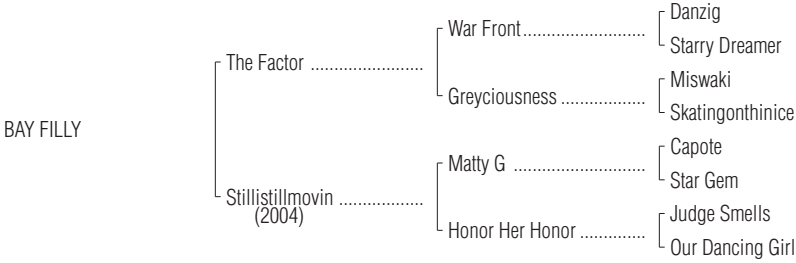 Danzig
War Front........................
Starry Dreamer
The Factor ......................
Miswaki
Greyciousness .................
Skatingonthinice
BAY FILLY
Capote
Matty G ..........................
Star Gem
Stillistillmovin .................
(2004)
Judge Smells
Honor Her Honor .............
Our Dancing Girl